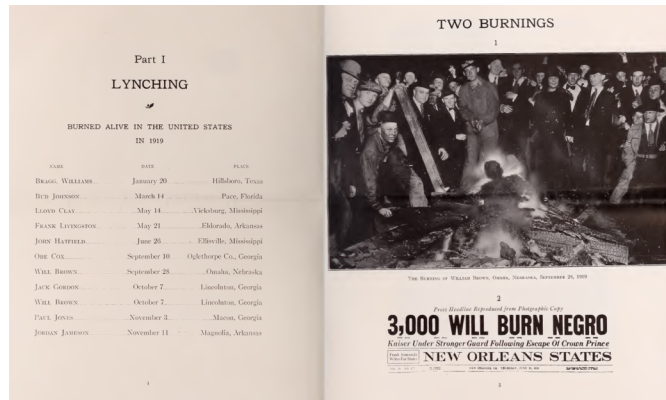 Part I
LYNCHING
BURNED ALIVE IN THE UNITED STATES
IN 1919
NAME DATE PLACE
BRAGG WILLIAMS January 20 Hillsboro, Texas
BUD JOHNSON March 14 Pace, Florida
LLOYD CLAY May 14 Vicksburg, Mississippi
FRANK LIVINGSTON May 21 Eldorado, Arkansas
JOHN HATFIELD June 26 Ellisville, Mississippi
OBE COX September 10 Oglethorpe Co., Georgia
WILL BROWN September 28 Omaha, Nebraska
JACK GORDON October 7 Lincolnton, Georgia
WILL BROWN October 7 Lincolnton, Georgia
PAUL JONES November 3 Macon, Georgia
JORDAN JAMESON November 11 Magnolia, Arkansas
4
TWO BURNINGS
1
THE BURNING OF WILLIAM BROWN, OMAHA, NEBRASKA, SEPTEMBER 28, 1919
2
Press Headline Reproduced from Photographic Copy
3,000 WILL BURN NEGRO
Kaiser Under Stronger Guard Following Escape Of Crown Prince
NEW ORLEANS STATES
5